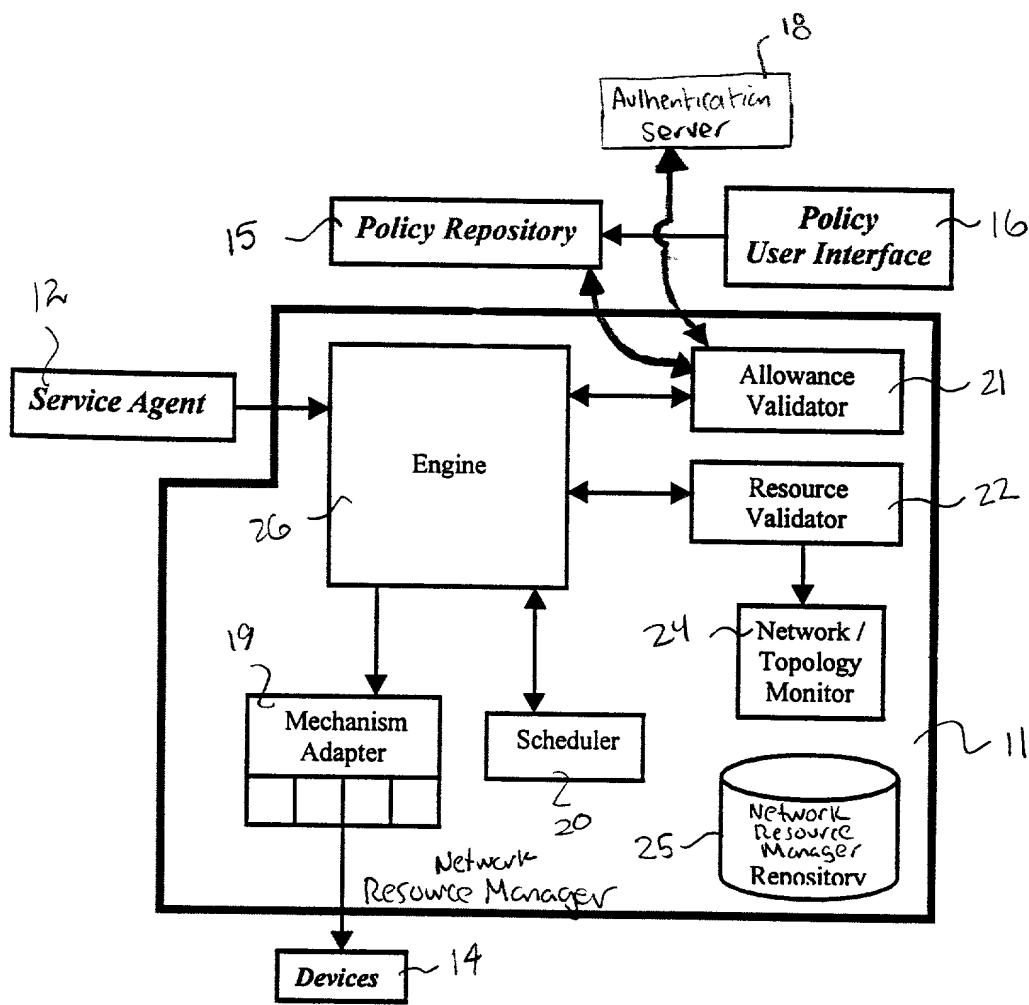 18
Authentication
Server
15
Policy Repository
Policy
User Interface
16
12
Service Agent
Engine
26
Allowance
Validator
21
Resource
Validator
22
24
Network /
Topology
Monitor
19
Mechanism
Adapter
Scheduler
20
11
25
Network
Resource
Manager
Repository
Network
Resource Manager
Devices
14